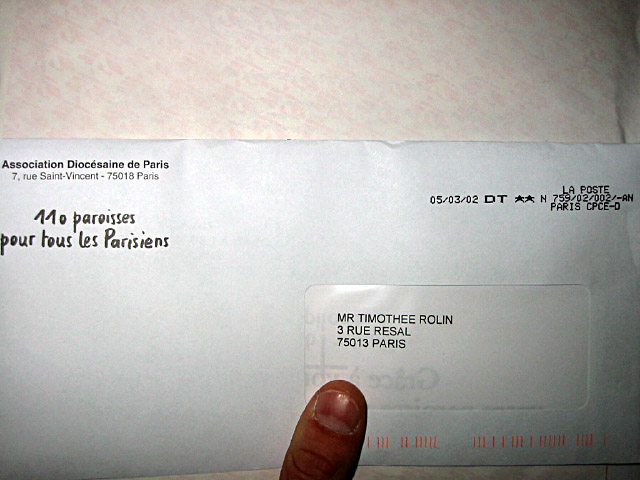 Association Diocésaine de Paris
7, rue Saint-Vincent - 75018 Paris
110 paroisses
pour tous les Parisiens
LA POSTE
05/03/02 DT ** N 759/02/002/-AN
PARIS CPCE-D
MR TIMOTHEE ROLIN
3 RUE RESAL
75013 PARIS
Grâce à